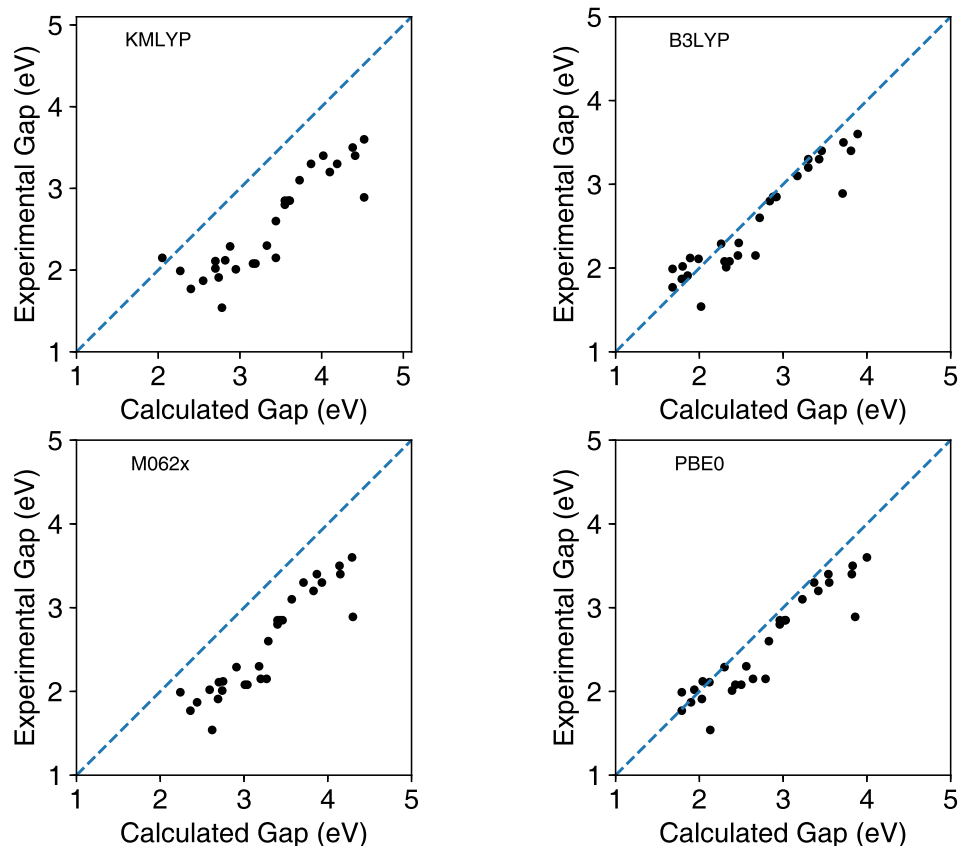 KMLYP
5
4
3
2
1
Experimental Gap (eV)
1 2 3 4 5
Calculated Gap (eV)
B3LYP
5
4
3
2
1
Experimental Gap (eV)
1 2 3 4 5
Calculated Gap (eV)
M062x
5
4
3
2
1
Experimental Gap (eV)
1 2 3 4 5
Calculated Gap (eV)
PBE0
5
4
3
2
1
Experimental Gap (eV)
1 2 3 4 5
Calculated Gap (eV)